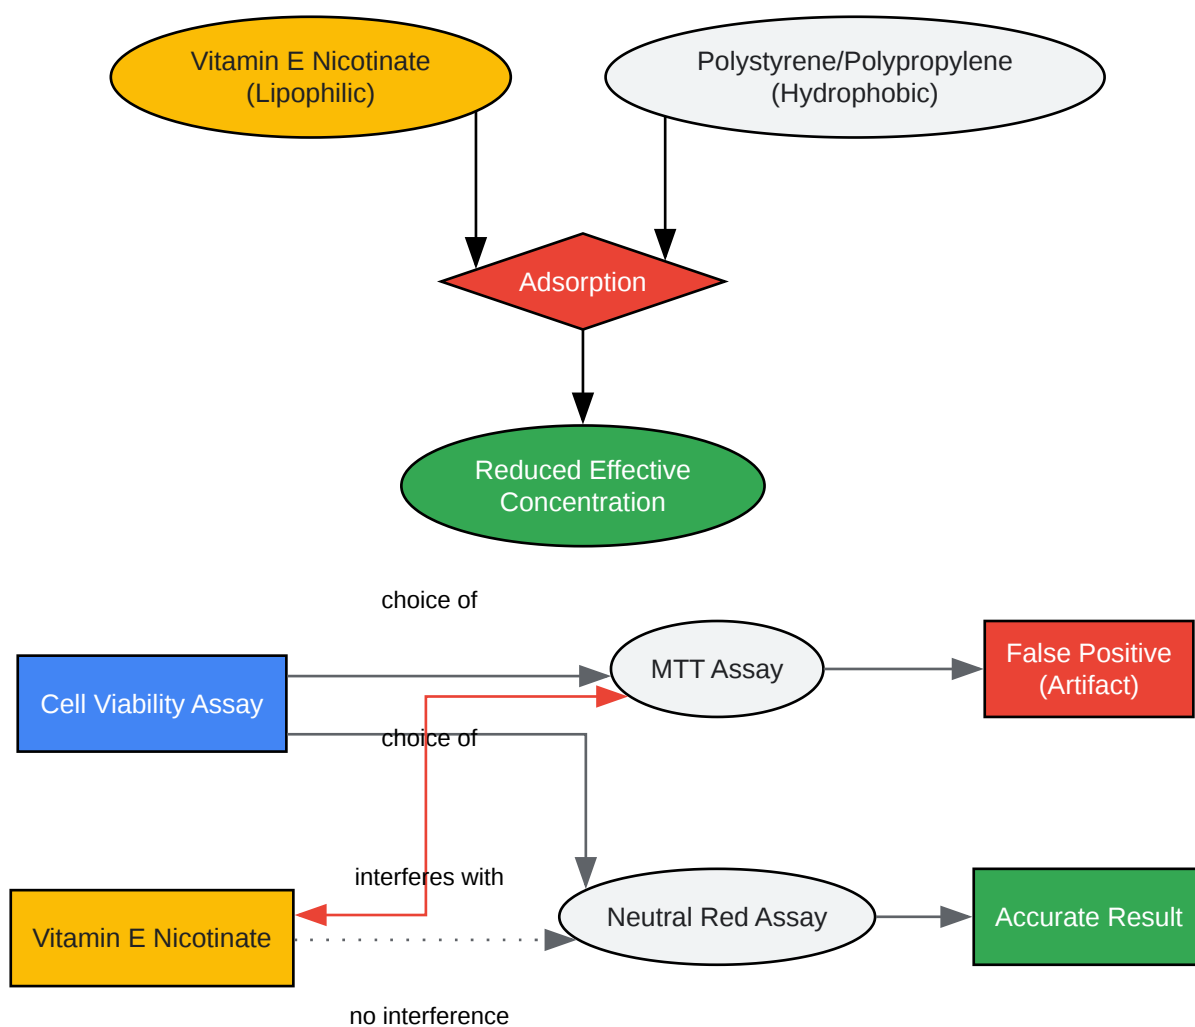 Vitamin E Nicotinate
(Lipophilic)
Polystyrene/Polypropylene
(Hydrophobic)
Adsorption
Reduced Effective
Concentration
choice of
MTT Assay
False Positive
(Artifact)
Cell Viability Assay
choice of
interferes with
Neutral Red Assay
Accurate Result
Vitamin E Nicotinate
no interference